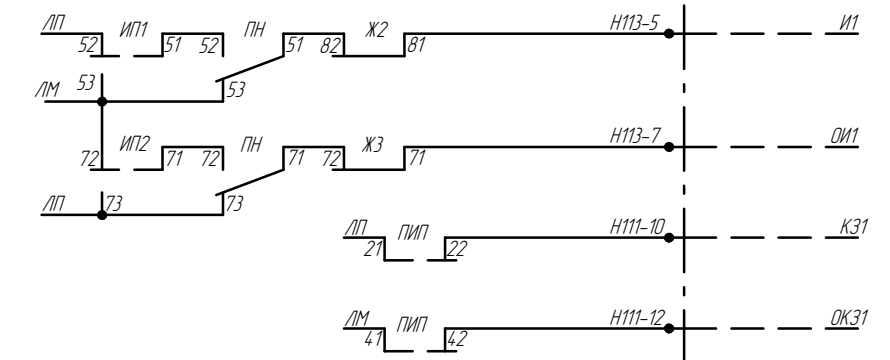 ЛП ИП1 ПН Ж2 Н113-5 И1
52 51 52 51 82 81
53
ЛМ 53
ИП2 ПН Ж3 Н113-7 ОИ1
72 71 72 71 72 71
ЛП 73 73
ЛП ПИП Н111-10 КЗ1
21 22
ЛМ ПИП Н111-12 ОКЗ1
41 42